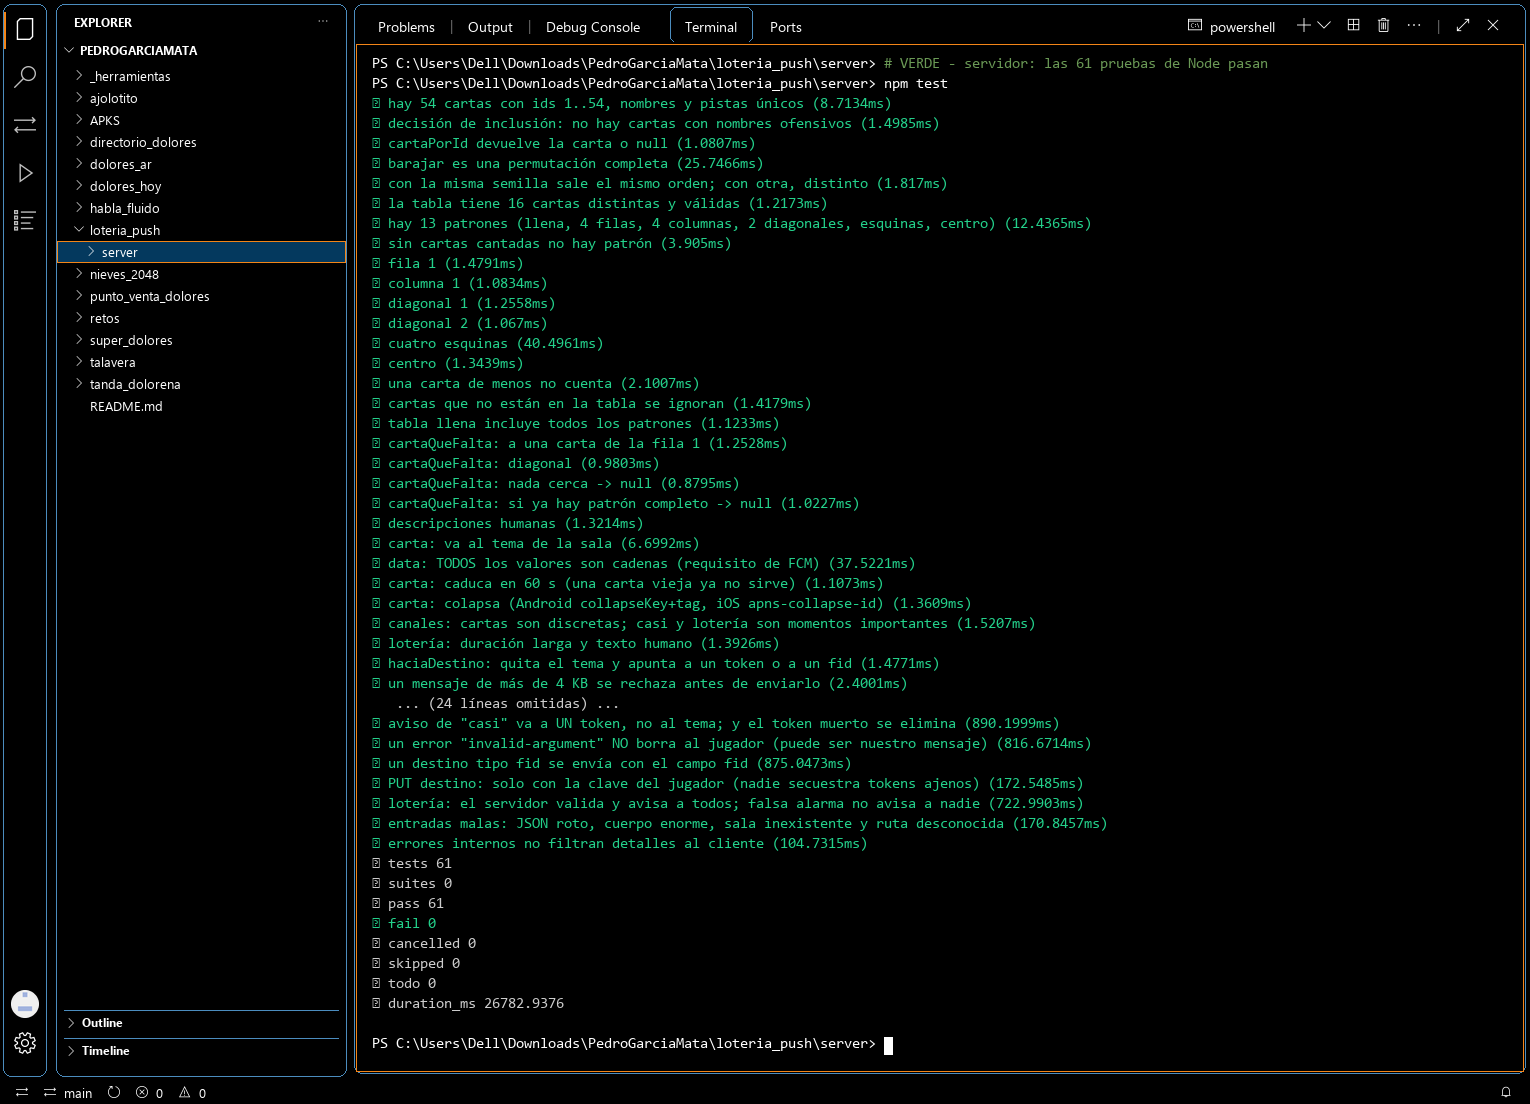 EXPLORER
···
PEDROGARCIAMATA
_herramientas
ajolotito
APKS
directorio_dolores
dolores_ar
dolores_hoy
habla_fluido
loteria_push
server
nieves_2048
punto_venta_dolores
retos
super_dolores
talavera
tanda_dolorena
README.md
Outline
Timeline
Problems | Output | Debug Console Terminal Ports
powershell
PS C:\Users\Dell\Downloads\PedroGarciaMata\loteria_push\server> # VERDE - servidor: las 61 pruebas de Node pasan
PS C:\Users\Dell\Downloads\PedroGarciaMata\loteria_push\server> npm test
hay 54 cartas con ids 1..54, nombres y pistas únicos (8.7134ms)
decisión de inclusión: no hay cartas con nombres ofensivos (1.4985ms)
cartaPorId devuelve la carta o null (1.0807ms)
barajar es una permutación completa (25.7466ms)
con la misma semilla sale el mismo orden; con otra, distinto (1.817ms)
la tabla tiene 16 cartas distintas y válidas (1.2173ms)
hay 13 patrones (llena, 4 filas, 4 columnas, 2 diagonales, esquinas, centro) (12.4365ms)
sin cartas cantadas no hay patrón (3.905ms)
fila 1 (1.4791ms)
columna 1 (1.0834ms)
diagonal 1 (1.2558ms)
diagonal 2 (1.067ms)
cuatro esquinas (40.4961ms)
centro (1.3439ms)
una carta de menos no cuenta (2.1007ms)
cartas que no están en la tabla se ignoran (1.4179ms)
tabla llena incluye todos los patrones (1.1233ms)
cartaQueFalta: a una carta de la fila 1 (1.2528ms)
cartaQueFalta: diagonal (0.9803ms)
cartaQueFalta: nada cerca -> null (0.8795ms)
cartaQueFalta: si ya hay patrón completo -> null (1.0227ms)
descripciones humanas (1.3214ms)
carta: va al tema de la sala (6.6992ms)
data: TODOS los valores son cadenas (requisito de FCM) (37.5221ms)
carta: caduca en 60 s (una carta vieja ya no sirve) (1.1073ms)
carta: colapsa (Android collapseKey+tag, iOS apns-collapse-id) (1.3609ms)
canales: cartas son discretas; casi y lotería son momentos importantes (1.5207ms)
lotería: duración larga y texto humano (1.3926ms)
haciaDestino: quita el tema y apunta a un token o a un fid (1.4771ms)
un mensaje de más de 4 KB se rechaza antes de enviarlo (2.4001ms)
... (24 líneas omitidas) ...
aviso de "casi" va a UN token, no al tema; y el token muerto se elimina (890.1999ms)
un error "invalid-argument" NO borra al jugador (puede ser nuestro mensaje) (816.6714ms)
un destino tipo fid se envía con el campo fid (875.0473ms)
PUT destino: solo con la clave del jugador (nadie secuestra tokens ajenos) (172.5485ms)
lotería: el servidor valida y avisa a todos; falsa alarma no avisa a nadie (722.9903ms)
entradas malas: JSON roto, cuerpo enorme, sala inexistente y ruta desconocida (170.8457ms)
errores internos no filtran detalles al cliente (104.7315ms)
tests 61
suites 0
pass 61
fail 0
cancelled 0
skipped 0
todo 0
duration_ms 26782.9376
PS C:\Users\Dell\Downloads\PedroGarciaMata\loteria_push\server>
main 0 0